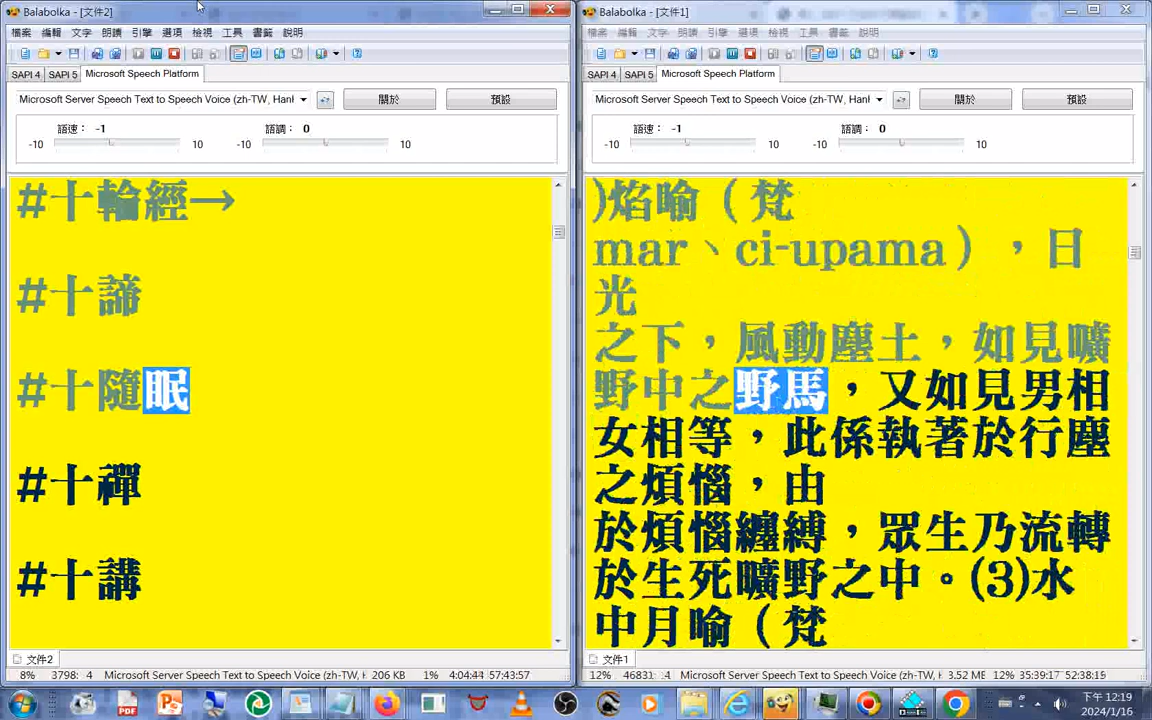 Balabolka - [文件2]
檔案 編輯 文字 朗讀 引擎 選項 檢視 工具 書籤 說明
SAPI 4 SAPI 5 Microsoft Speech Platform
Microsoft Server Speech Text to Speech Voice (zh-TW, Hanl
關於 預設
語速： -1 語調： 0
-10 10 -10 10
#十輪經→
#十諦
#十隨眠
#十禪
#十講
文件2
8% 3798: 4 Microsoft Server Speech Text to Speech Voice (zh-TW, 206 KB 1% 4:04:44 57:43:57
Balabolka - [文件1]
檔案 編輯 文字 朗讀 引擎 選項 檢視 工具 書籤 說明
SAPI 4 SAPI 5 Microsoft Speech Platform
Microsoft Server Speech Text to Speech Voice (zh-TW, Hanl
關於 預設
語速： -1 語調： 0
-10 10 -10 10
)焰喻（梵
mar、ci-upama），日
光
之下，風動塵土，如見曠
野中之野馬，又如見男相
女相等，此係執著於行塵
之煩惱，由
於煩惱纏縛，眾生乃流轉
於生死曠野之中。(3)水
中月喻（梵
文件1
12% Microsoft Server Speech Text to Speech Voice (zh-TW, 3.52 MB 12% 35:39:17 52:38:15
下午 12:19
2024/1/16